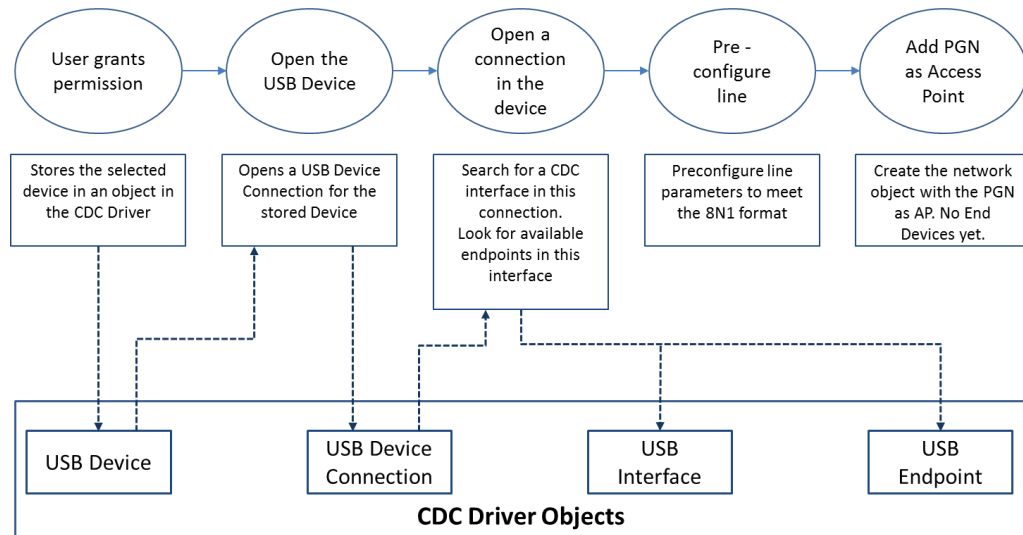 User grants
permission
Open the
USB Device
Open a
connection
in the
device
Pre -
configure
line
Add PGN
as Access
Point
Stores the selected
device in an object in
the CDC Driver
Opens a USB Device
Connection for the
stored Device
Search for a CDC
interface in this
connection.
Look for available
endpoints in this
interface
Preconfigure line
parameters to meet
the 8N1 format
Create the network
object with the PGN
as AP. No End
Devices yet.
USB Device
USB Device
Connection
USB
Interface
USB
Endpoint
CDC Driver Objects